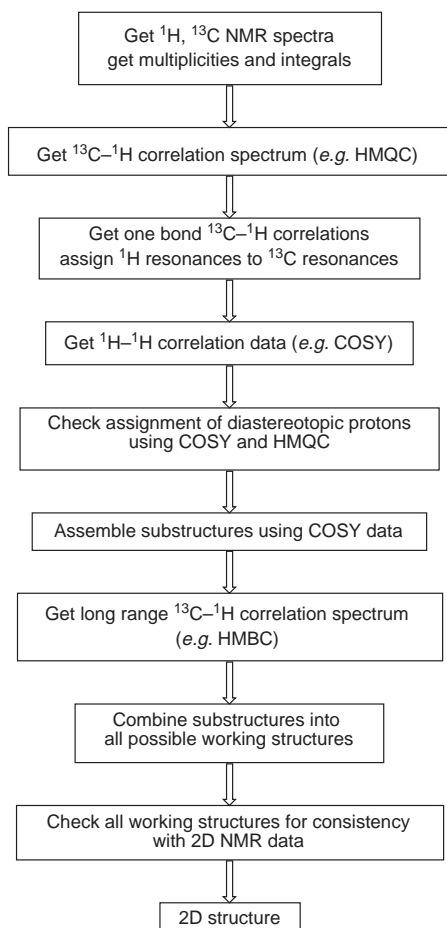 Get ¹H, ¹³C NMR spectra
get multiplicities and integrals
Get ¹³C–¹H correlation spectrum (e.g. HMQC)
Get one bond ¹³C–¹H correlations
assign ¹H resonances to ¹³C resonances
Get ¹H–¹H correlation data (e.g. COSY)
Check assignment of diastereotopic protons
using COSY and HMQC
Assemble substructures using COSY data
Get long range ¹³C–¹H correlation spectrum
(e.g. HMBC)
Combine substructures into
all possible working structures
Check all working structures for consistency
with 2D NMR data
2D structure